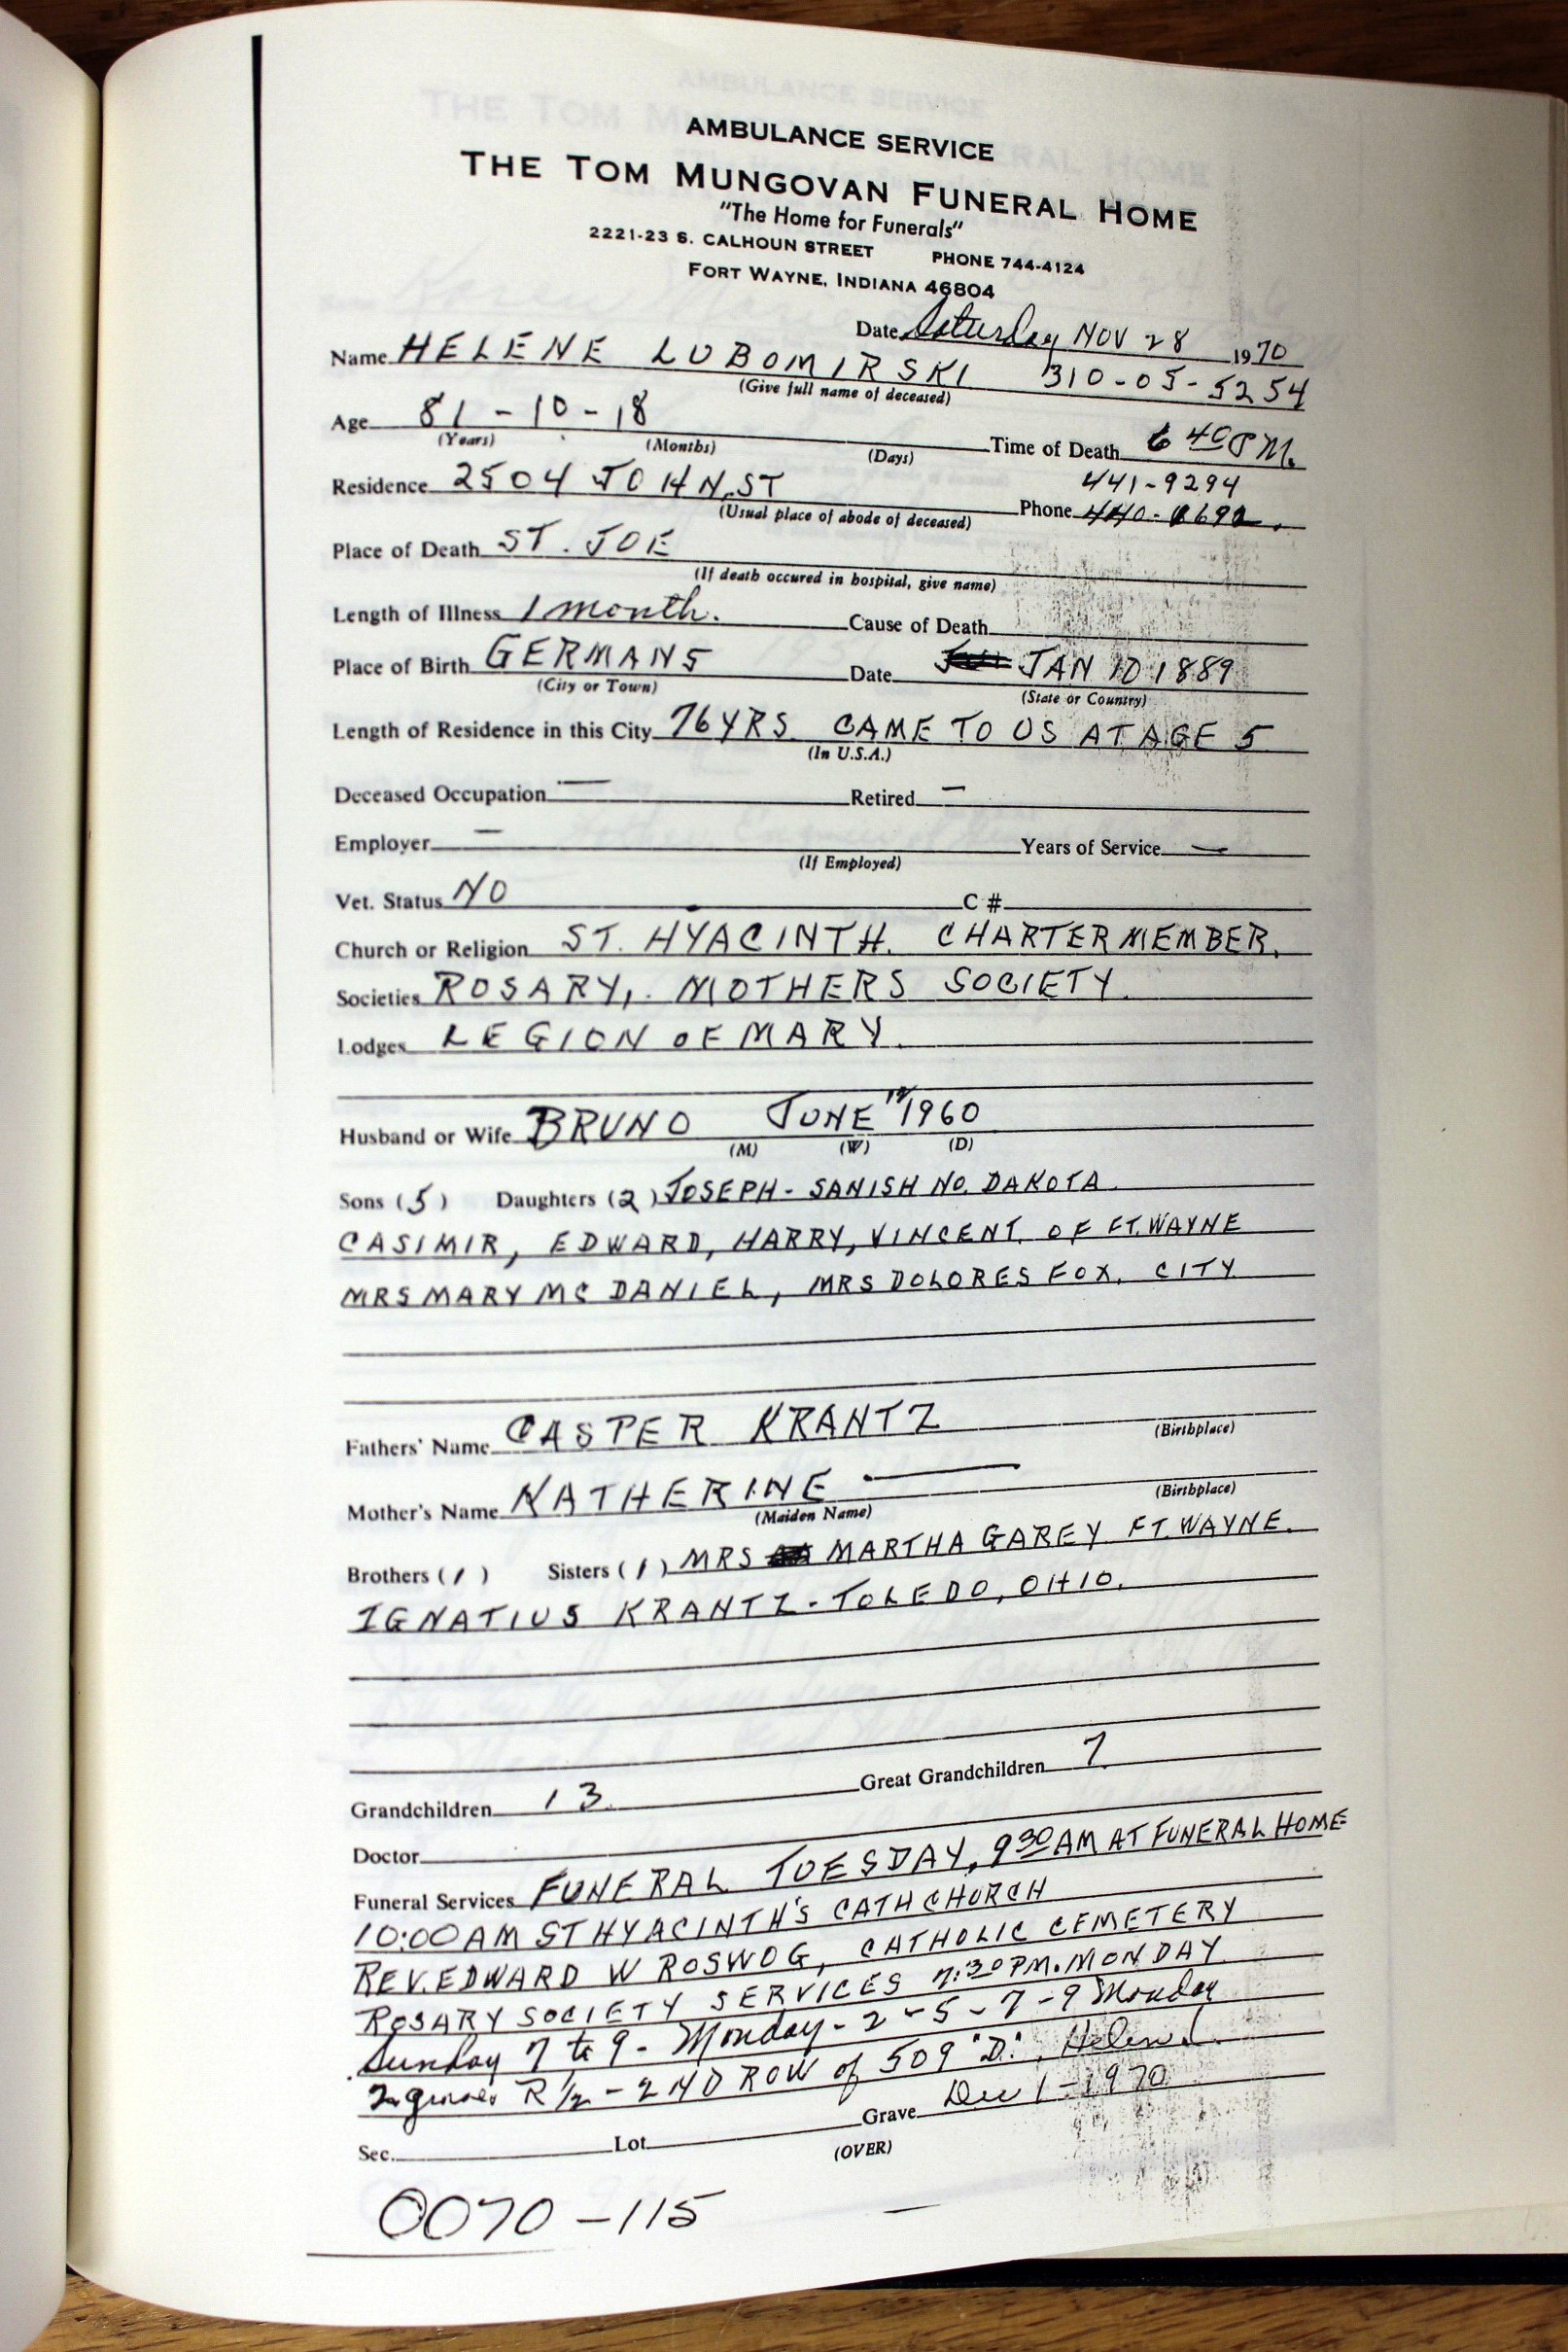 AMBULANCE SERVICE
THE TOM MUNGOVAN FUNERAL HOME
"The Home for Funerals"
2221-23 S. CALHOUN STREET PHONE 744-4124
FORT WAYNE, INDIANA 46804
Date Saturday NOV 28 1970
Name HELENE LUBOMIRSKI 310-05-5254
(Give full name of deceased)
Age 81-10-18 Time of Death 6 40 PM.
(Years) (Months) (Days)
441-9294
Residence 2504 JOHN ST Phone
(Usual place of abode of deceased)
Place of Death ST. JOE
(If death occured in hospital, give name)
Length of Illness 1 month. Cause of Death
Place of Birth GERMANS Date JAN 10 1889
(City or Town) (State or Country)
Length of Residence in this City 76 YRS CAME TO US AT AGE 5
(In U.S.A.)
Deceased Occupation — Retired —
Employer — Years of Service —
(If Employed)
Vet. Status NO C #
Church or Religion ST. HYACINTH. CHARTER MEMBER.
Societies ROSARY, MOTHERS SOCIETY
Lodges LEGION OF MARY.
Husband or Wife BRUNO JUNE 1960
(M) (W) (D)
Sons (5) Daughters (2) JOSEPH - SANISH NO. DAKOTA
CASIMIR, EDWARD, HARRY, VINCENT. OF FT. WAYNE
MRS MARY MC DANIEL, MRS DOLORES FOX, CITY
Fathers' Name CASPER KRANTZ
(Birthplace)
Mother's Name KATHERINE —
(Maiden Name) (Birthplace)
Brothers (1) Sisters (1) MRS MARTHA GAREY FT. WAYNE.
IGNATIUS KRANTZ - TOLEDO, OHIO.
Grandchildren 13. Great Grandchildren 7
Doctor
Funeral Services FUNERAL TUESDAY, 9 30 AM AT FUNERAL HOME
10:00 AM ST HYACINTH'S CATH CHURCH
REV. EDWARD W ROSWOG, CATHOLIC CEMETERY
ROSARY SOCIETY SERVICES 7:30 PM. MONDAY
Sunday 7 to 9 - Monday - 2-5-7-9 Monday
R 1/2 - 2ND ROW of 509 "D".
Sec. Lot Grave Dec 1-1970
(OVER)
0070-115